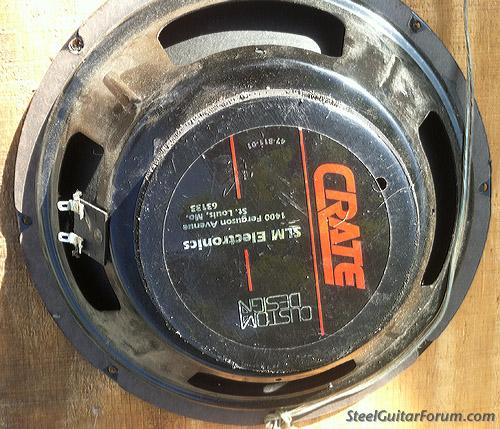 CRATE
47-811-01
SLM Electronics
1400 Ferguson Avenue
St. Louis, Mo.
63133
CUSTOM
DESIGN
SteelGuitarForum.com